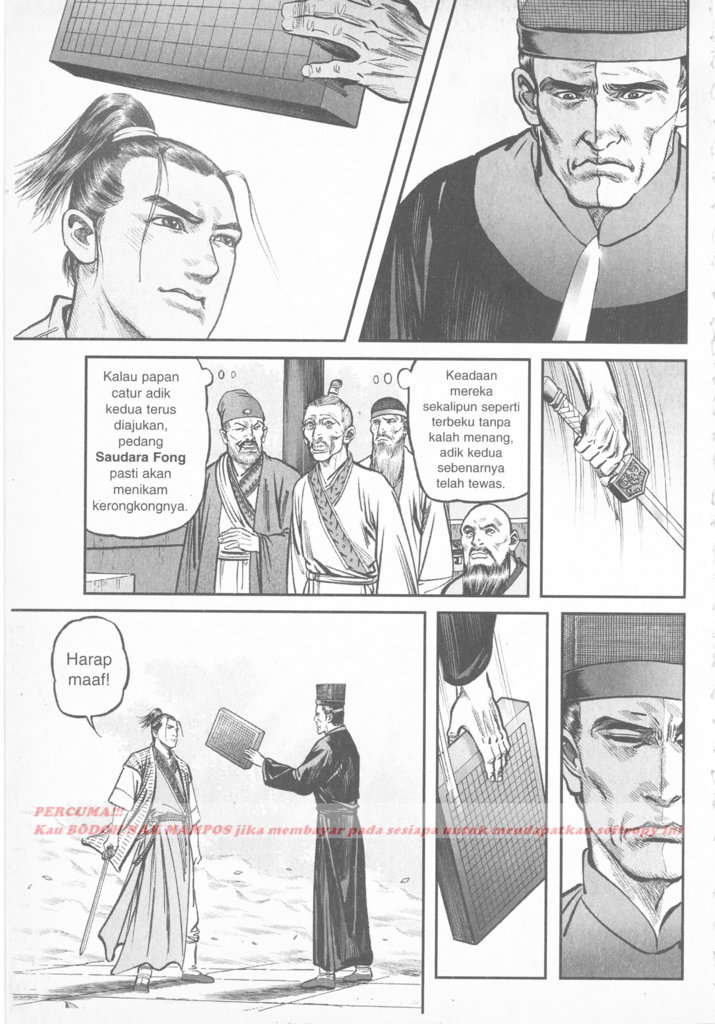 Kalau papan
catur adik
kedua terus
diajukan,
pedang
Saudara Fong
pasti akan
menikam
kerongkongnya.
Keadaan
mereka
sekalipun seperti
terbeku tanpa
kalah menang,
adik kedua
sebenarnya
telah tewas.
Harap
maaf!
PERCUMA!!!
Kau BODOH NAK MAMPOS jika membayar pada sesiapa untuk mendapatkan softcopy ini